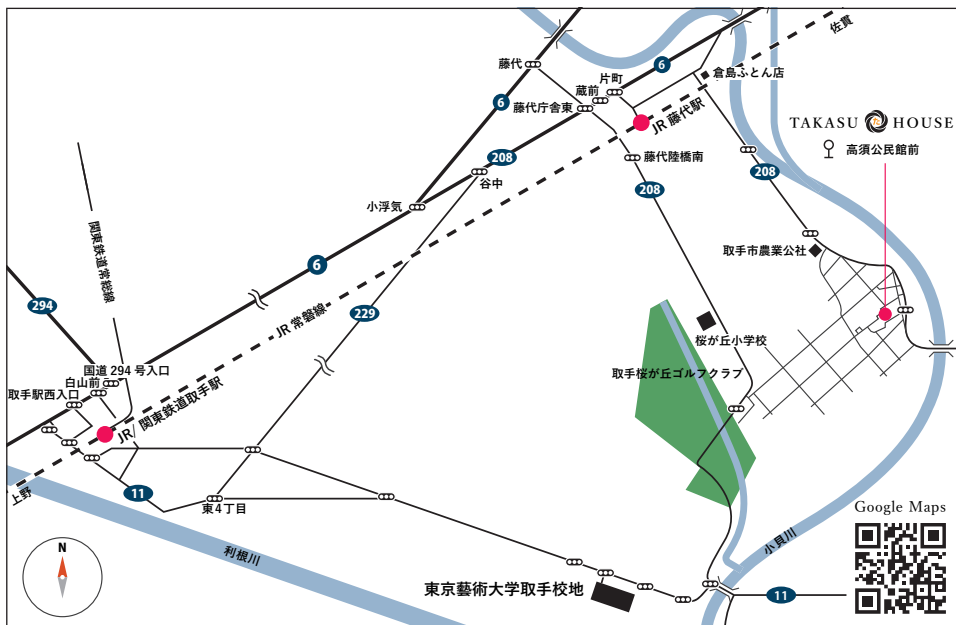 佐貫
藤代
6
片町
蔵前
倉島ふとん店
6
藤代庁舎東
JR 藤代駅
TAKASU HOUSE
高須公民館前
208
谷中
藤代陸橋南
208
208
小浮気
関東鉄道常総線
取手市農業公社
6
294
JR 常磐線
229
桜が丘小学校
国道 294 号入口
白山前
取手駅西入口
取手桜が丘ゴルフクラブ
JR/ 関東鉄道取手駅
上野
11
東4丁目
Google Maps
利根川
小貝川
N
東京藝術大学取手校地
11